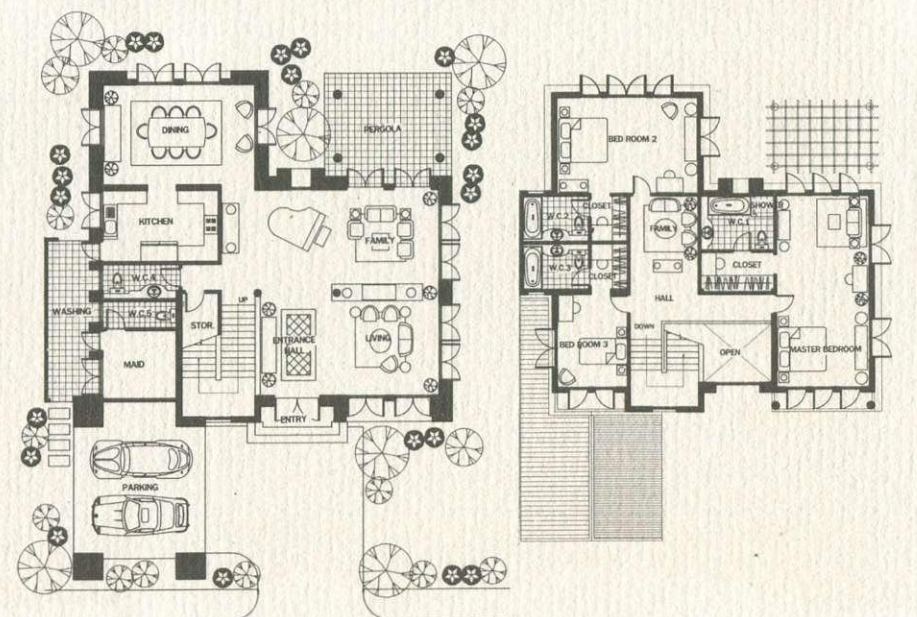 DINING
PERGOLA
KITCHEN
FAMILY
W.C.4
WASHING
W.C.5
STOR.
UP
ENTRANCE
HALL
LIVING
MAID
ENTRY
PARKING
BED ROOM 2
CLOSET
W.C.2
FAMILY
W.C.1
SHOWER
W.C.3
CLOSET
CLOSET
HALL
DOWN
BED ROOM 3
OPEN
MASTER BEDROOM